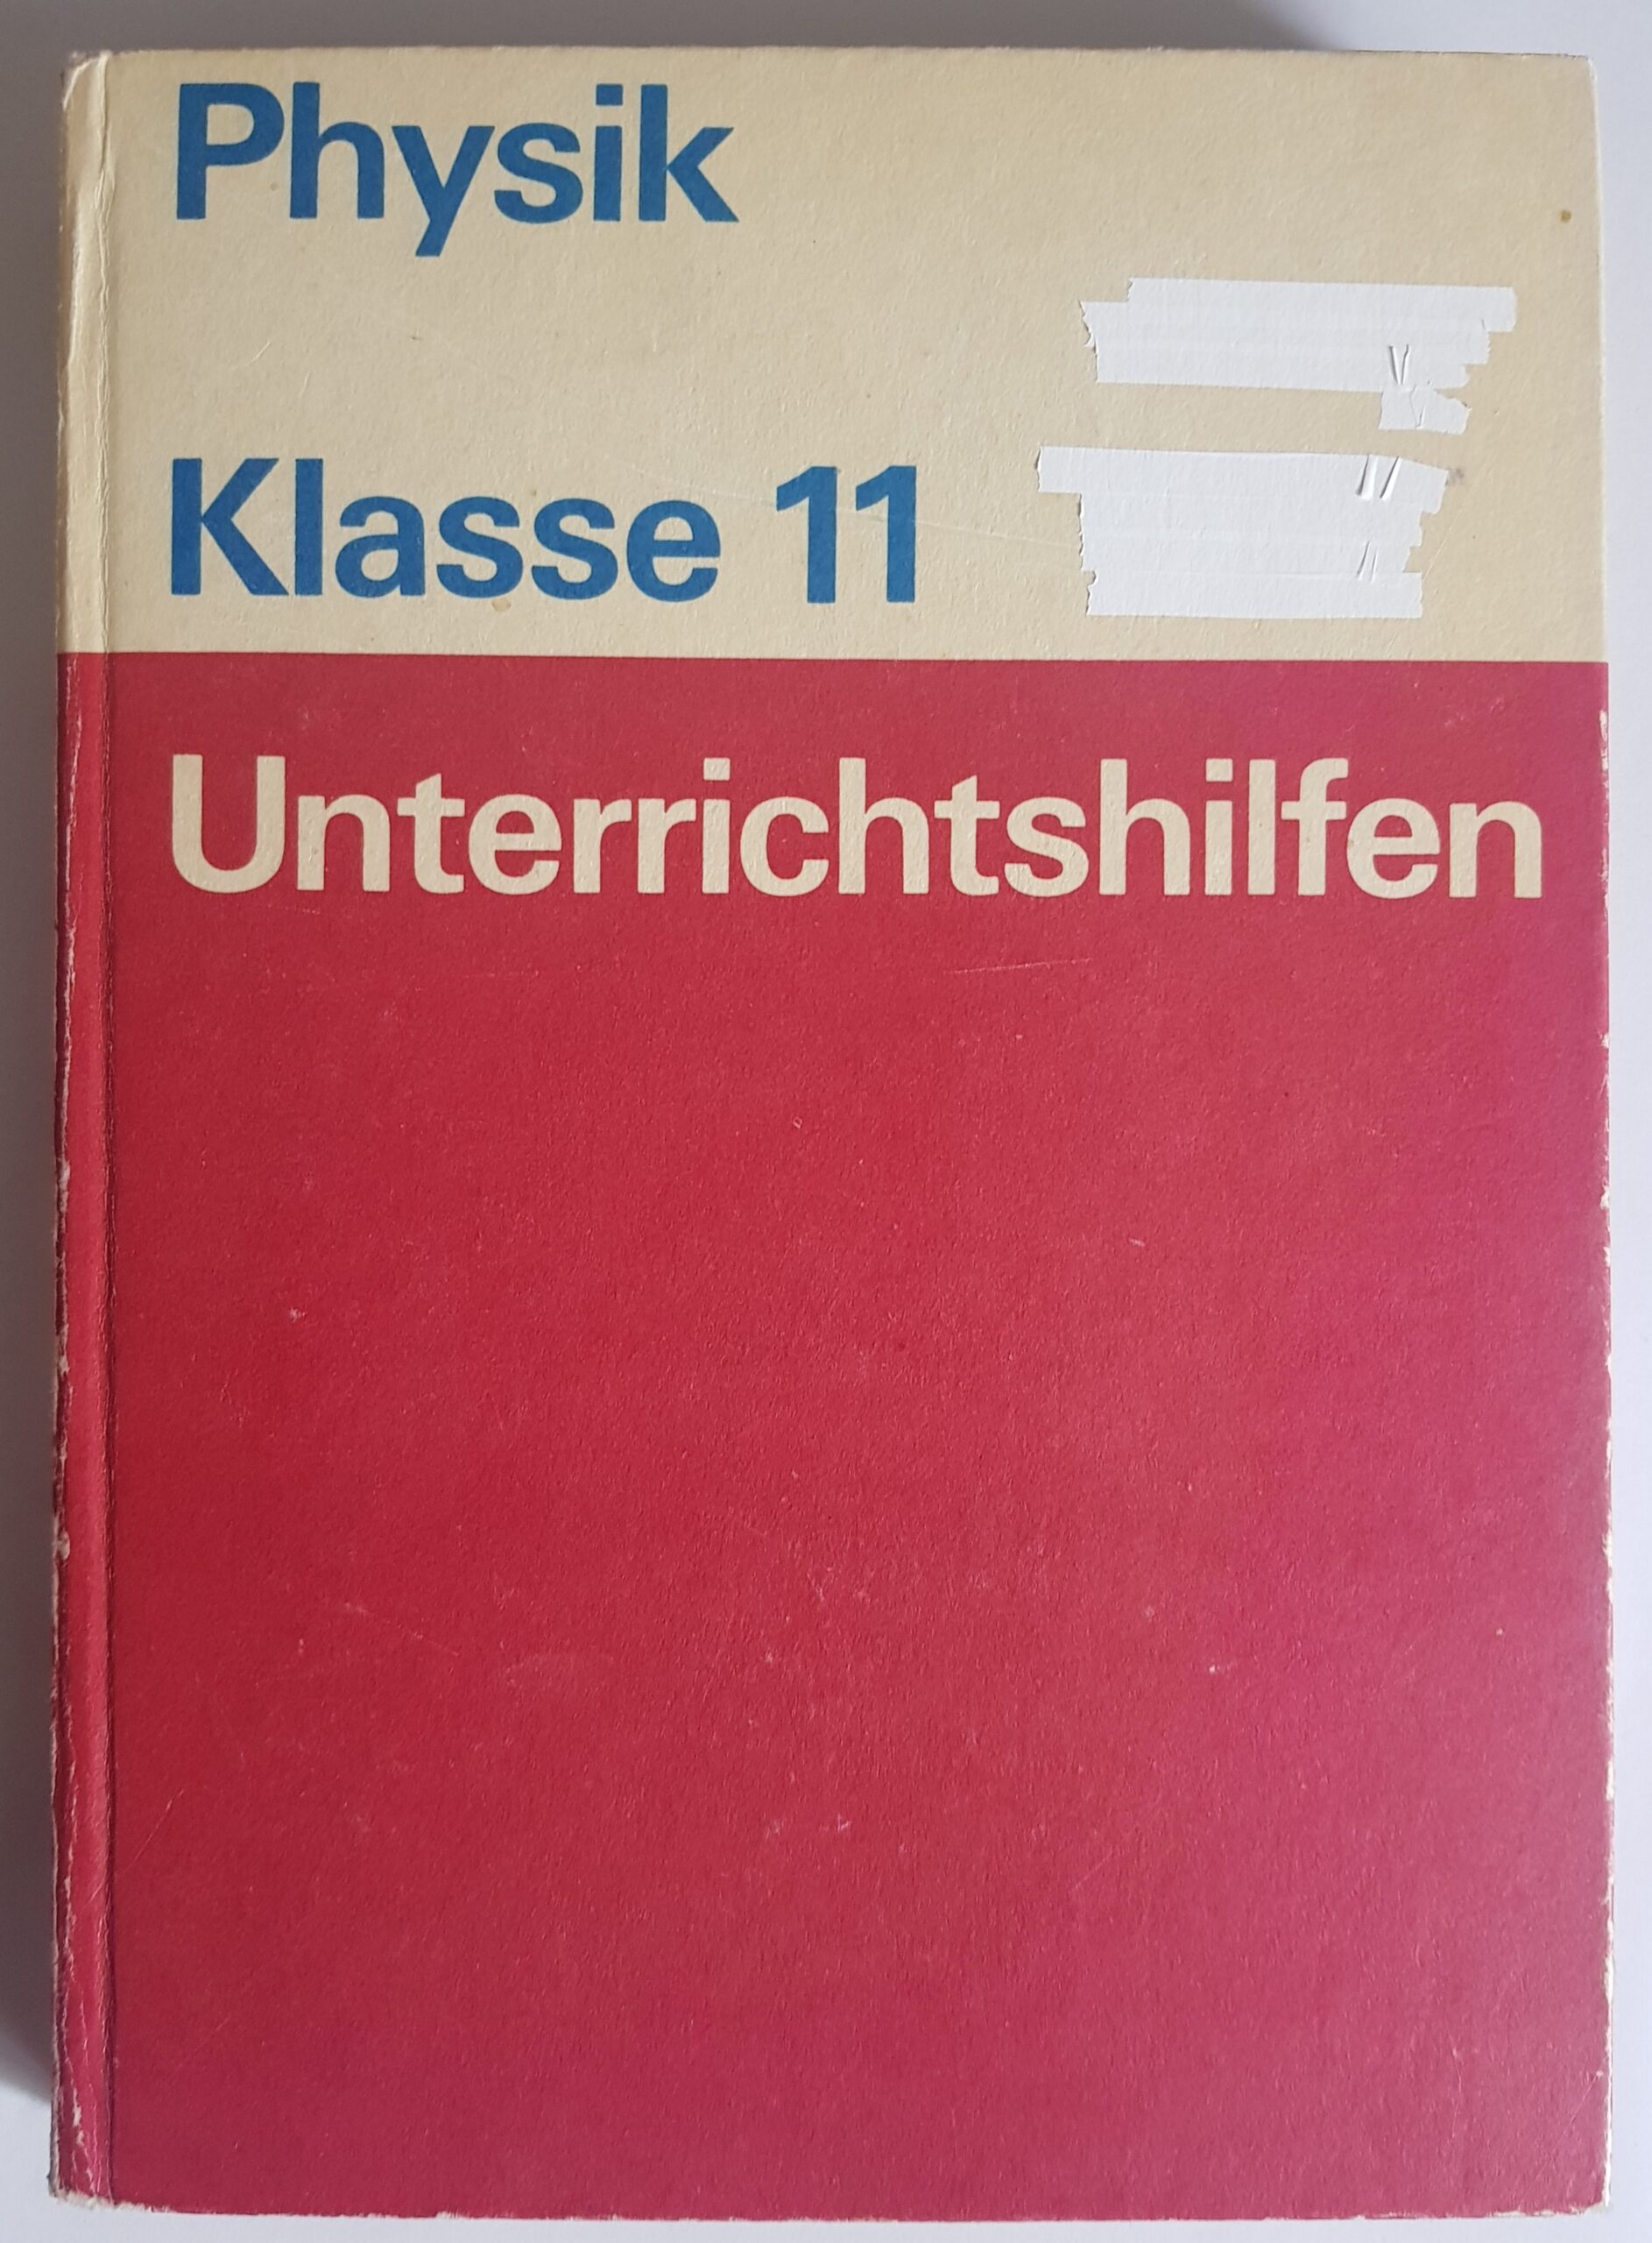 Physik
Klasse 11
Unterrichtshilfen